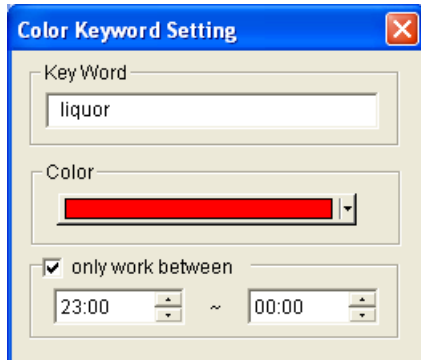 Color Keyword Setting
Key Word
liquor
Color
only work between
23:00 ~ 00:00